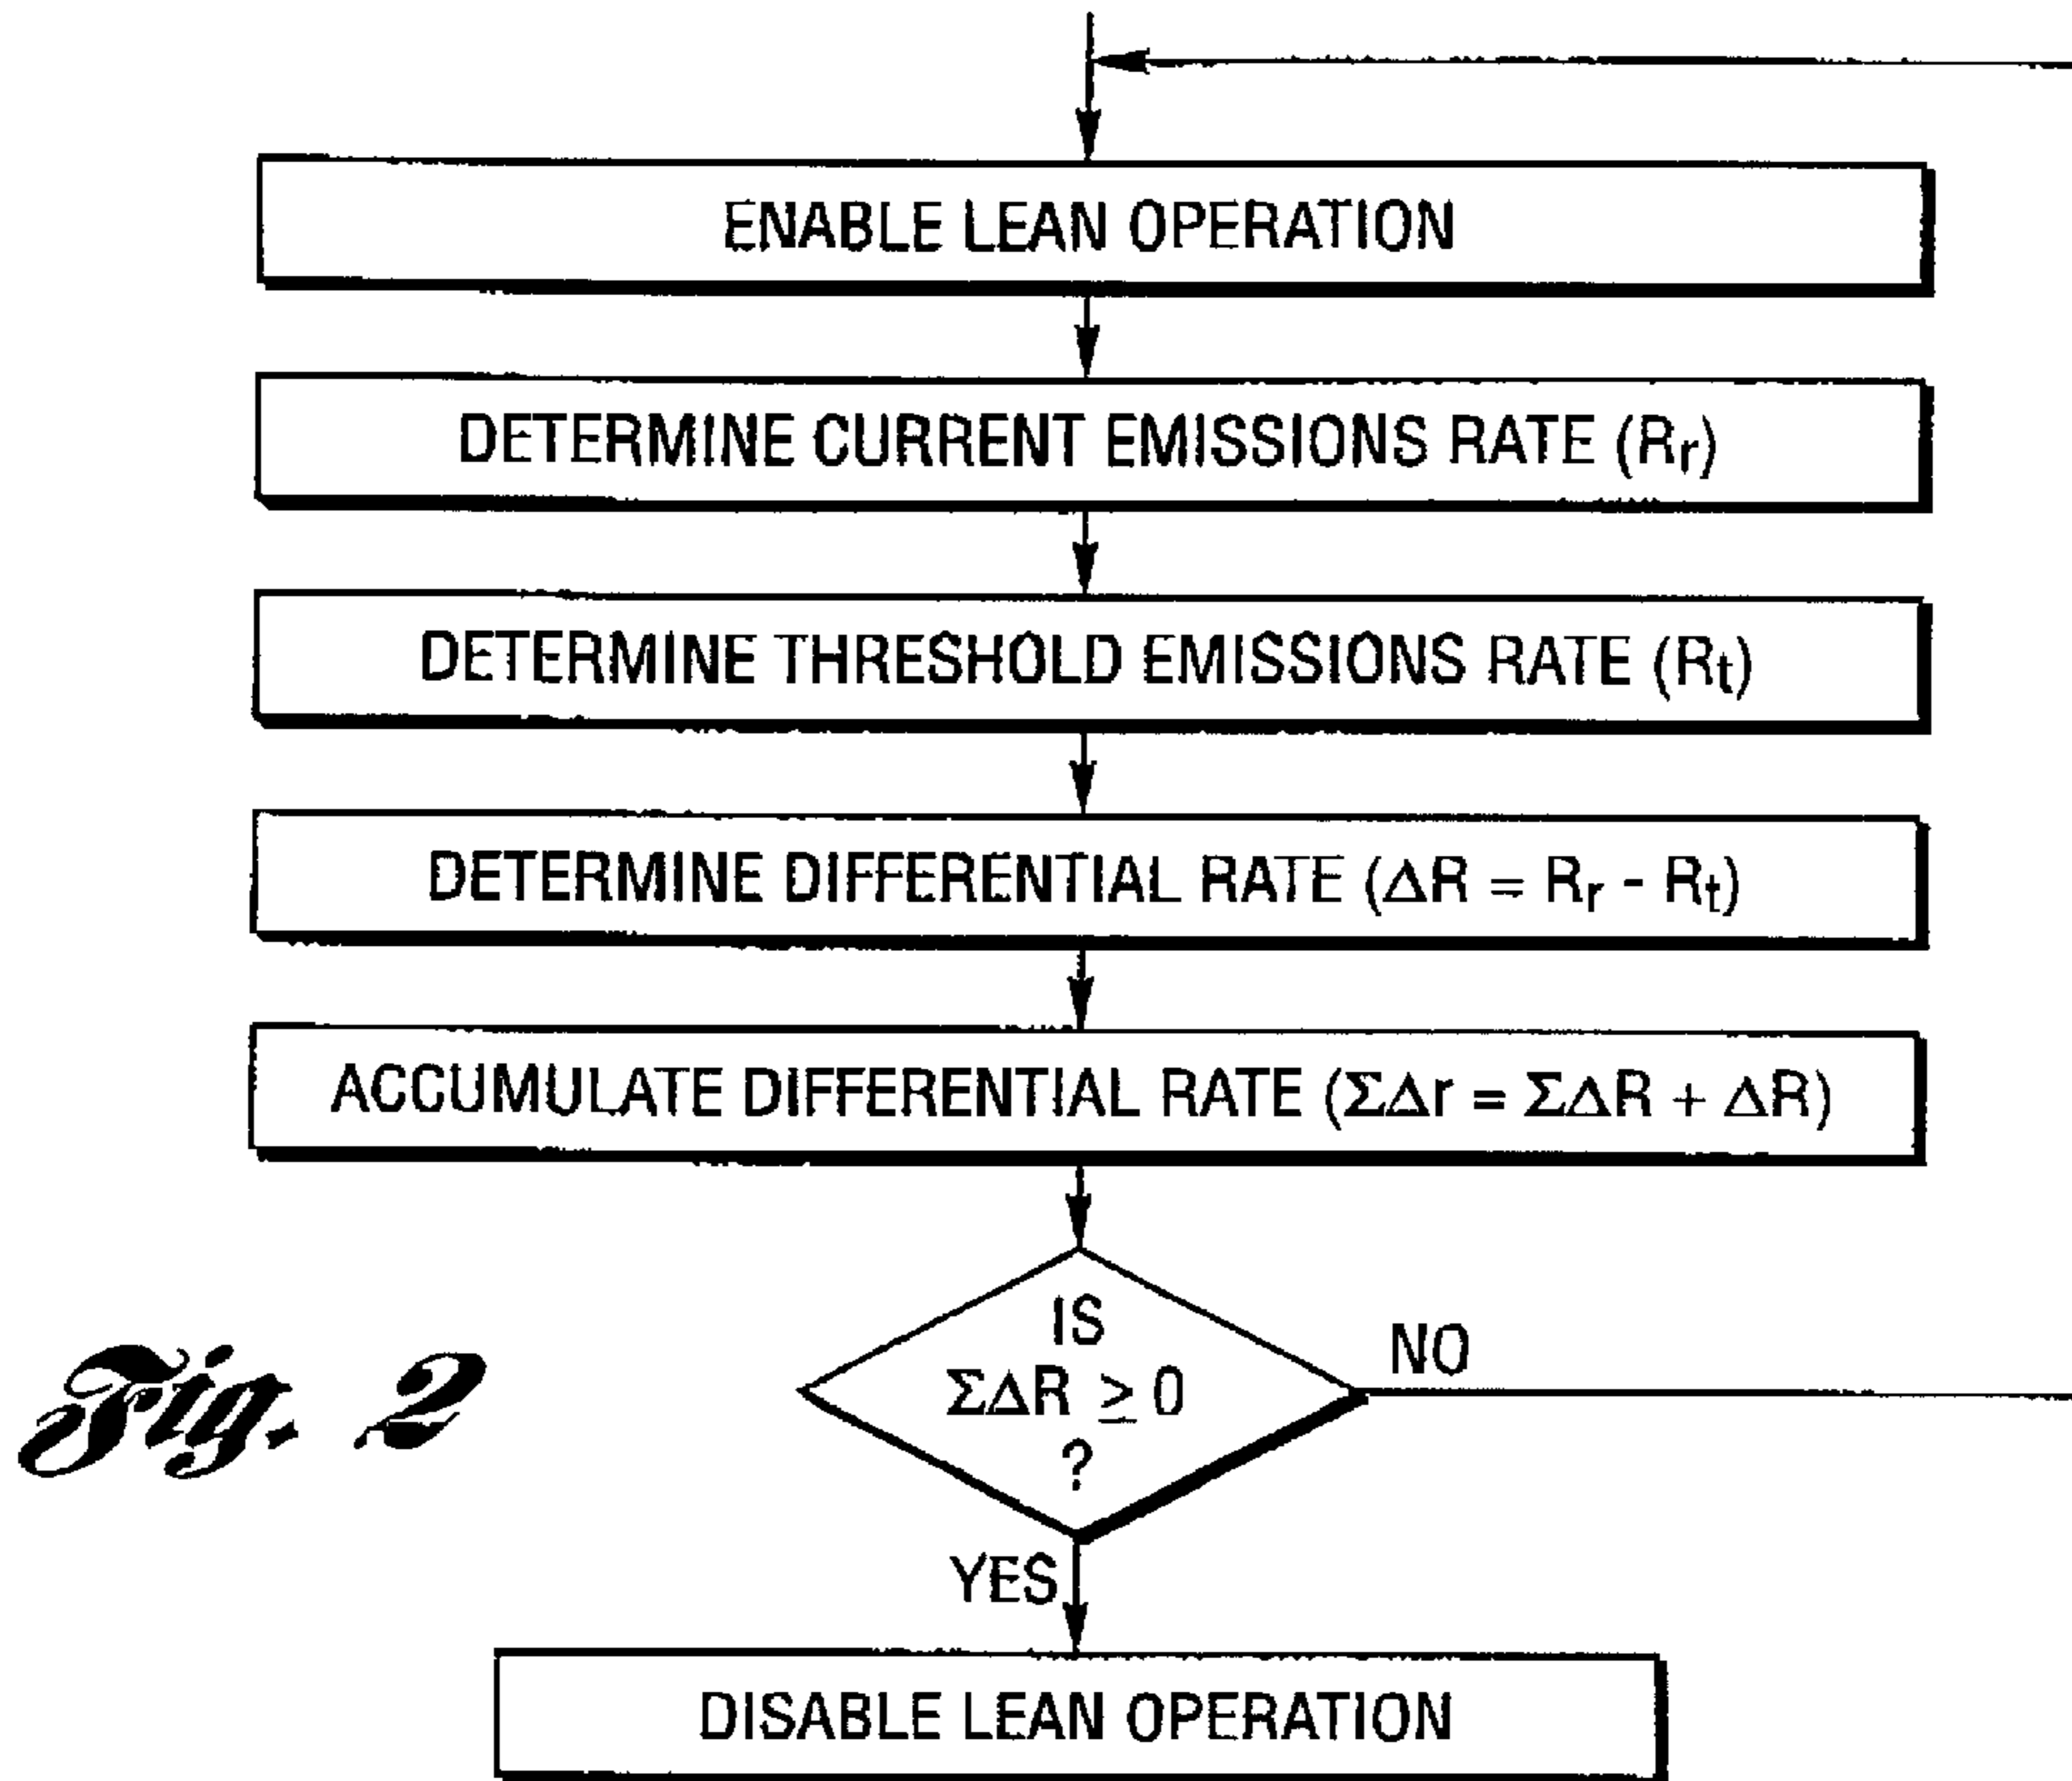 ENABLE LEAN OPERATION
DETERMINE CURRENT EMISSIONS RATE (Rr)
DETERMINE THRESHOLD EMISSIONS RATE (Rt)
DETERMINE DIFFERENTIAL RATE (ΔR = Rr - Rt)
ACCUMULATE DIFFERENTIAL RATE (ΣΔr = ΣΔR + ΔR)
IS
ΣΔR ≥ 0
?
NO
YES
DISABLE LEAN OPERATION
Fig. 2